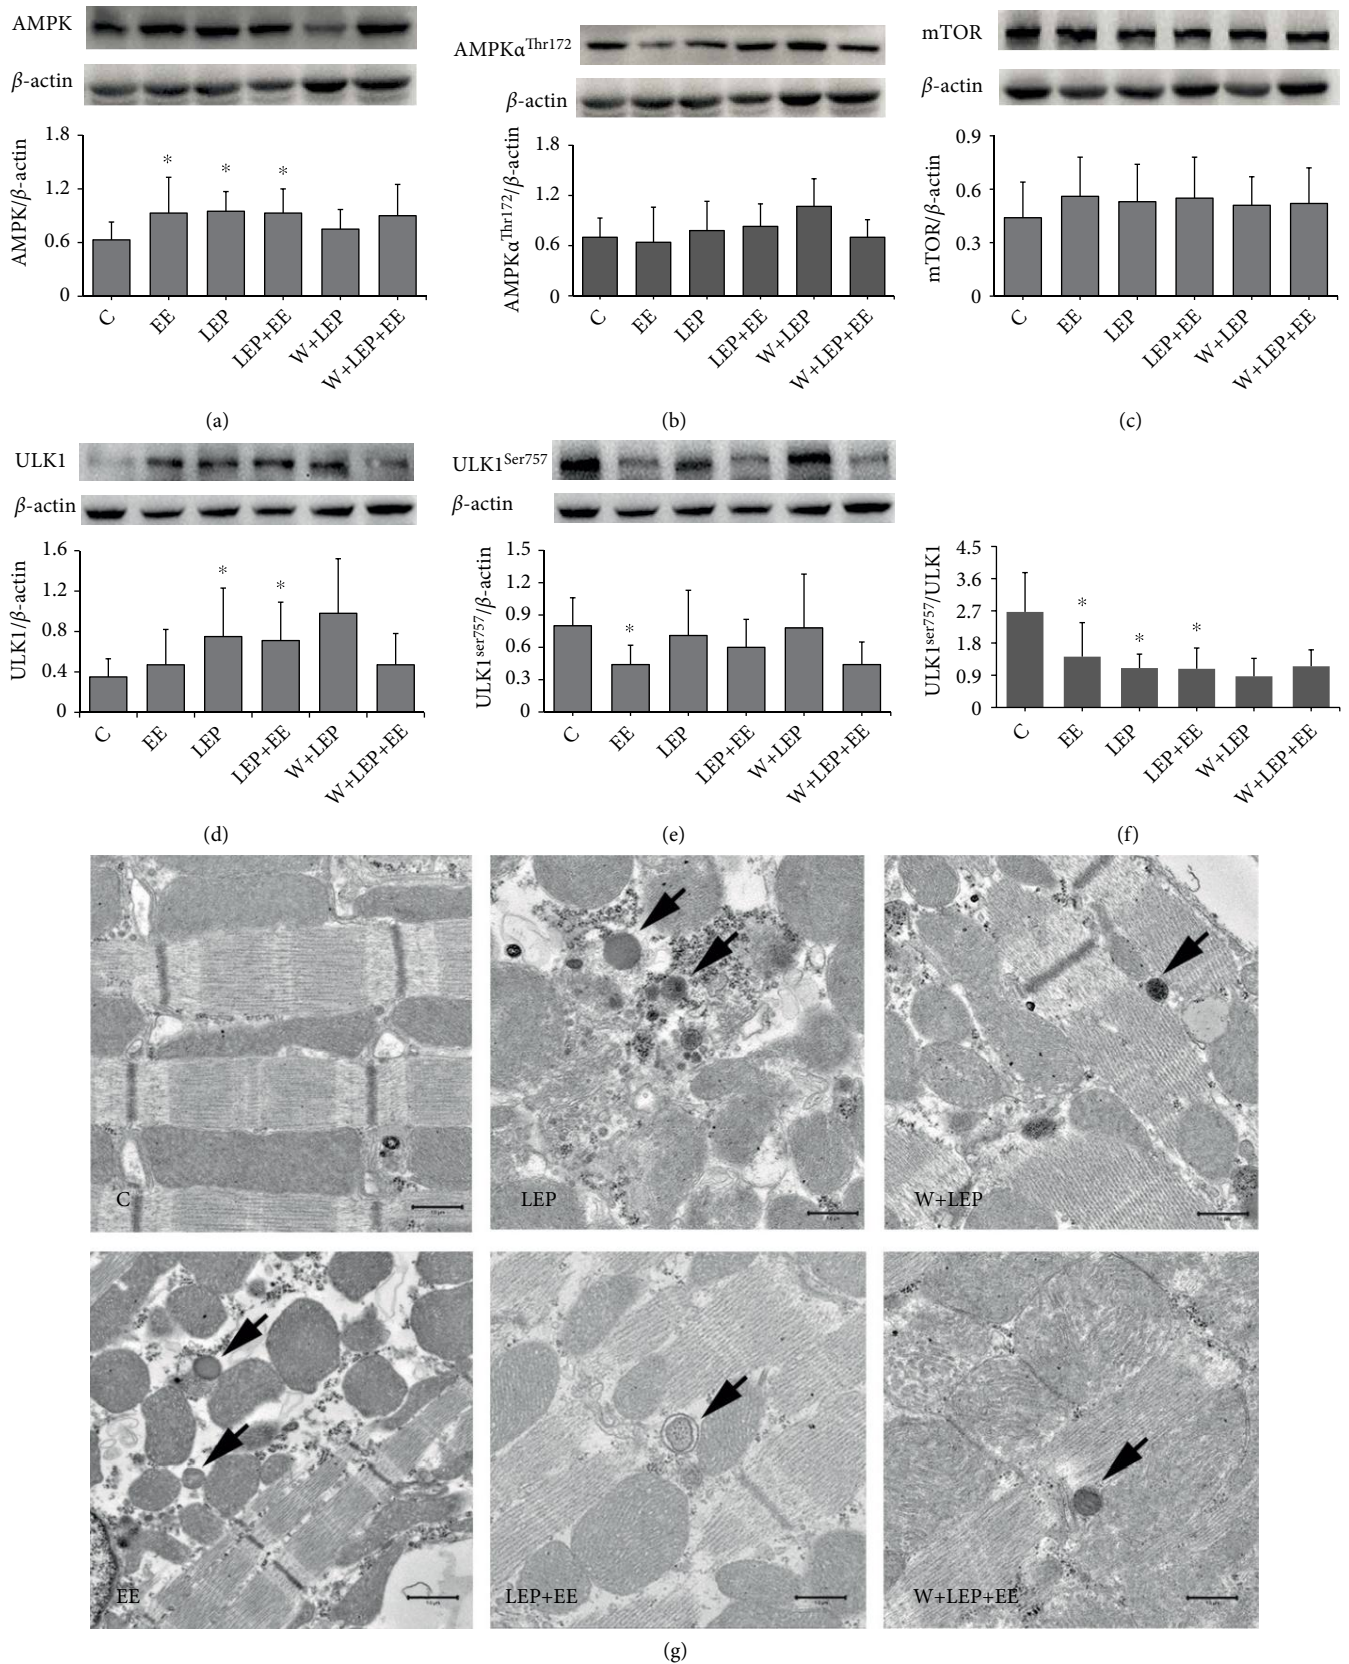 AMPK
β-actin
AMPK/β-actin
1.8
1.2
0.6
0
* * *
C EE LEP LEP+EE W+LEP W+LEP+EE
(a)
AMPKα^Thr172
β-actin
AMPKα^Thr172/β-actin
1.8
1.2
0.6
0
C EE LEP LEP+EE W+LEP W+LEP+EE
(b)
mTOR
β-actin
mTOR/β-actin
0.9
0.6
0.3
0
C EE LEP LEP+EE W+LEP W+LEP+EE
(c)
ULK1
β-actin
ULK1/β-actin
1.6
1.2
0.8
0.4
0
* *
C EE LEP LEP+EE W+LEP W+LEP+EE
(d)
ULK1^Ser757
β-actin
ULK1^ser757/β-actin
1.5
1.2
0.9
0.6
0.3
0
*
C EE LEP LEP+EE W+LEP W+LEP+EE
(e)
ULK1^ser757/ULK1
4.5
3.6
2.7
1.8
0.9
0
* * *
C EE LEP LEP+EE W+LEP W+LEP+EE
(f)
C
LEP
W+LEP
EE
LEP+EE
W+LEP+EE
(g)